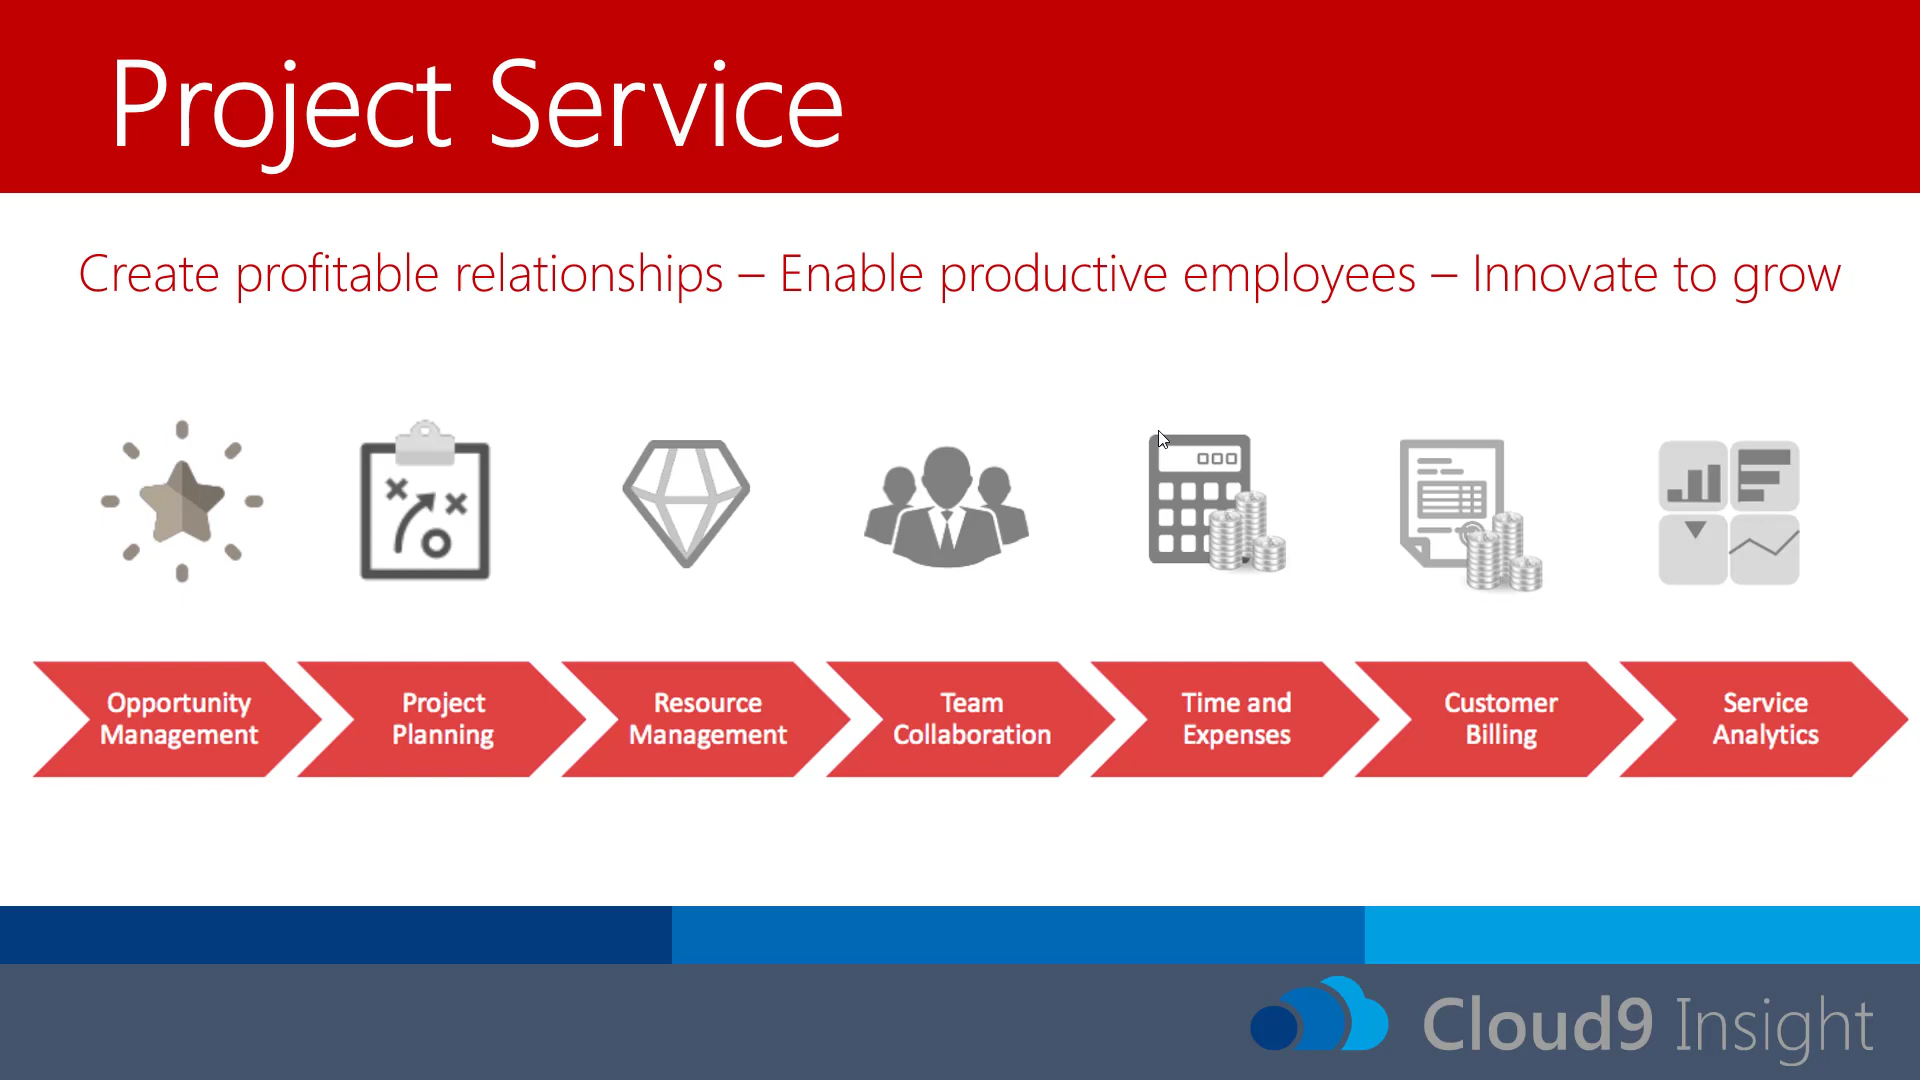 Project Service
Create profitable relationships – Enable productive employees – Innovate to grow
Opportunity
Management
Project
Planning
Resource
Management
Team
Collaboration
Time and
Expenses
Customer
Billing
Service
Analytics
Cloud9 Insight